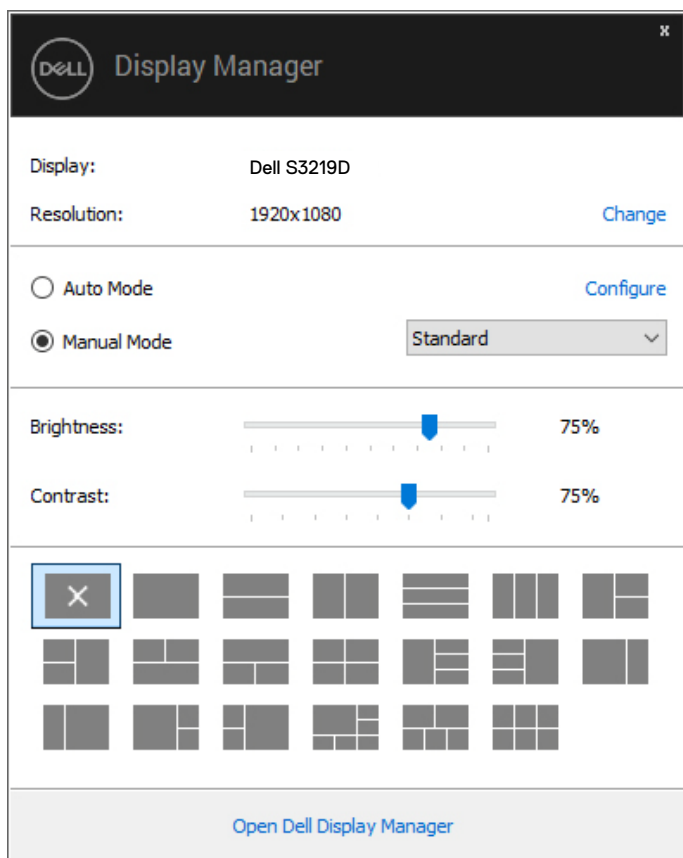 x
DELL Display Manager
Display: Dell S3219D
Resolution: 1920x1080 Change
Auto Mode Configure
Manual Mode Standard
Brightness: 75%
Contrast: 75%
Open Dell Display Manager